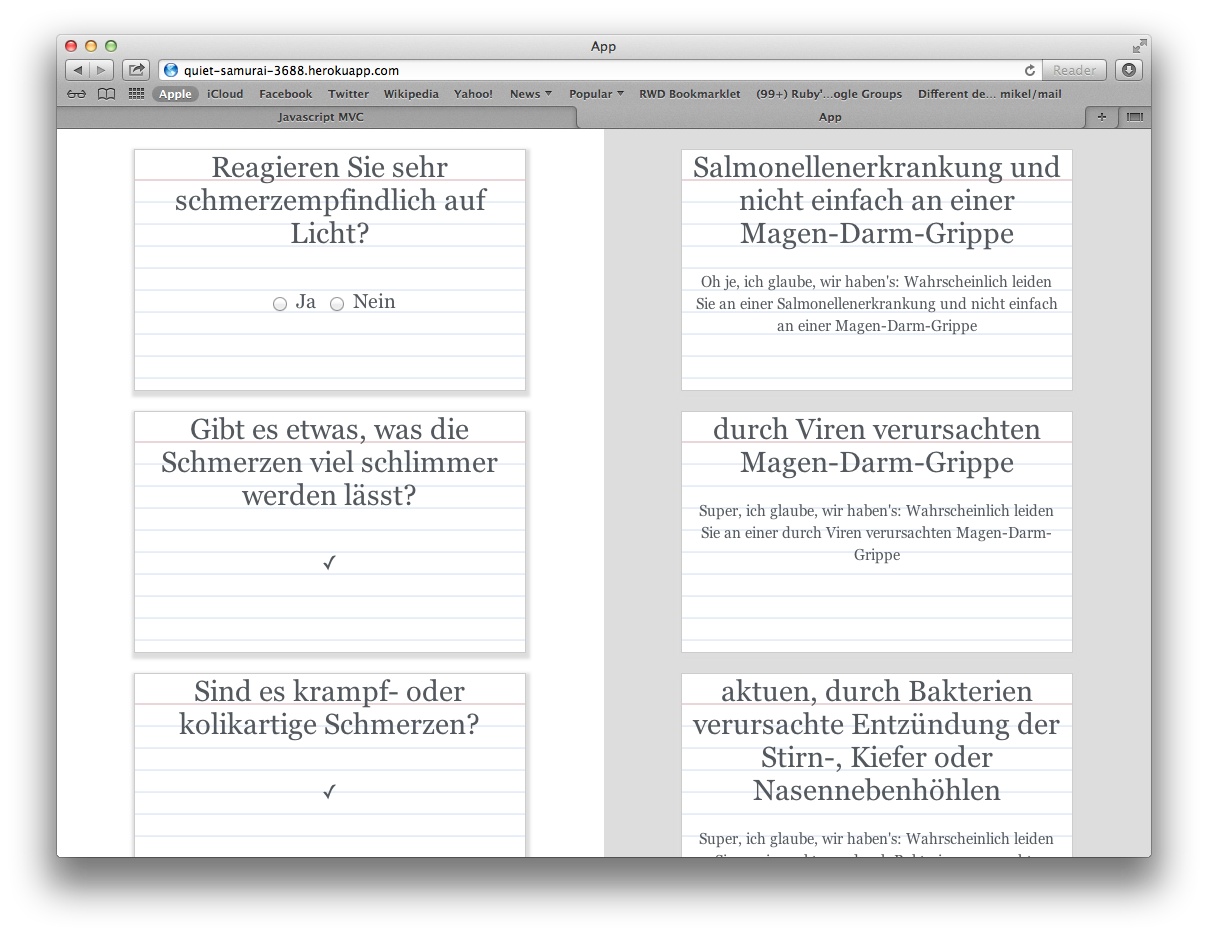 App
quiet-samurai-3688.herokuapp.com
Reader
Apple iCloud Facebook Twitter Wikipedia Yahoo! News Popular RWD Bookmarklet (99+) Ruby'...ogle Groups Different de... mikel/mail
Javascript MVC
App
Reagieren Sie sehr
schmerzempfindlich auf
Licht?
Ja Nein
Gibt es etwas, was die
Schmerzen viel schlimmer
werden lässt?
✓
Sind es krampf- oder
kolikartige Schmerzen?
✓
Salmonellenerkrankung und
nicht einfach an einer
Magen-Darm-Grippe
Oh je, ich glaube, wir haben's: Wahrscheinlich leiden
Sie an einer Salmonellenerkrankung und nicht einfach
an einer Magen-Darm-Grippe
durch Viren verursachten
Magen-Darm-Grippe
Super, ich glaube, wir haben's: Wahrscheinlich leiden
Sie an einer durch Viren verursachten Magen-Darm-
Grippe
aktuen, durch Bakterien
verursachte Entzündung der
Stirn-, Kiefer oder
Nasennebenhöhlen
Super, ich glaube, wir haben's: Wahrscheinlich leiden